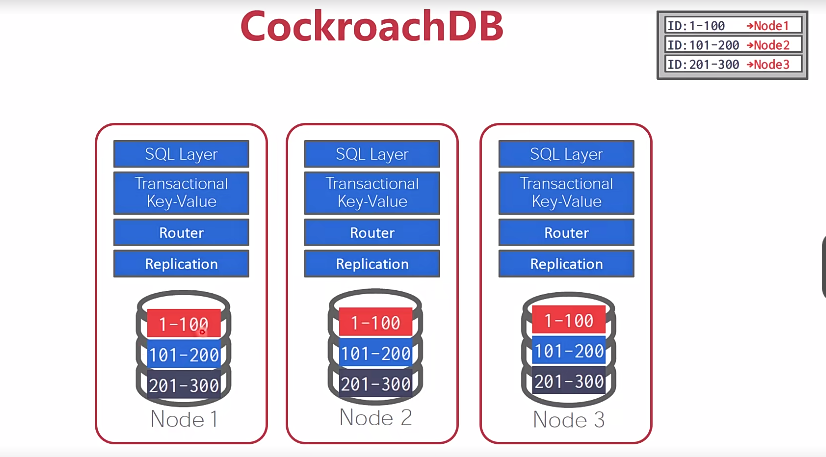 CockroachDB
ID:1-100 →Node1
ID:101-200 →Node2
ID:201-300 →Node3
SQL Layer
Transactional
Key-Value
Router
Replication
1-100
101-200
201-300
Node 1
SQL Layer
Transactional
Key-Value
Router
Replication
1-100
101-200
201-300
Node 2
SQL Layer
Transactional
Key-Value
Router
Replication
1-100
101-200
201-300
Node 3